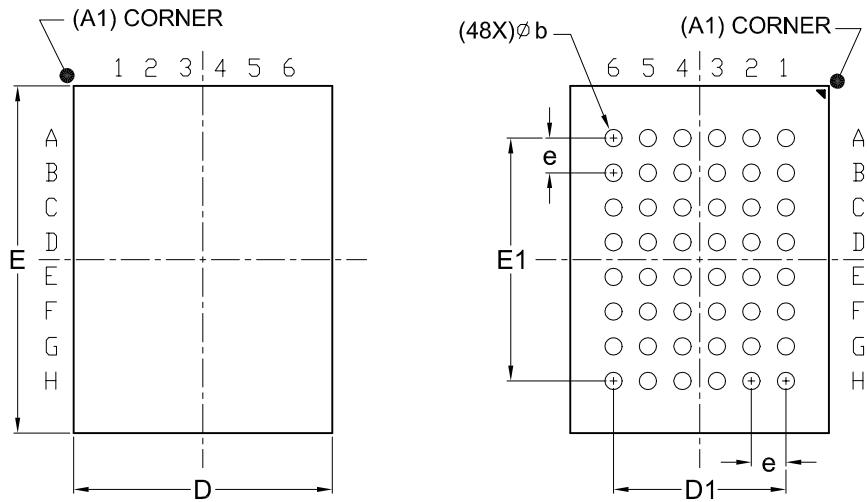 (A1) CORNER
1 2 3 4 5 6
A
B
C
D
E
F
G
H
E
D
(48X)∅b
(A1) CORNER
6 5 4 3 2 1
e
E1
A
B
C
D
E
F
G
H
e
D1